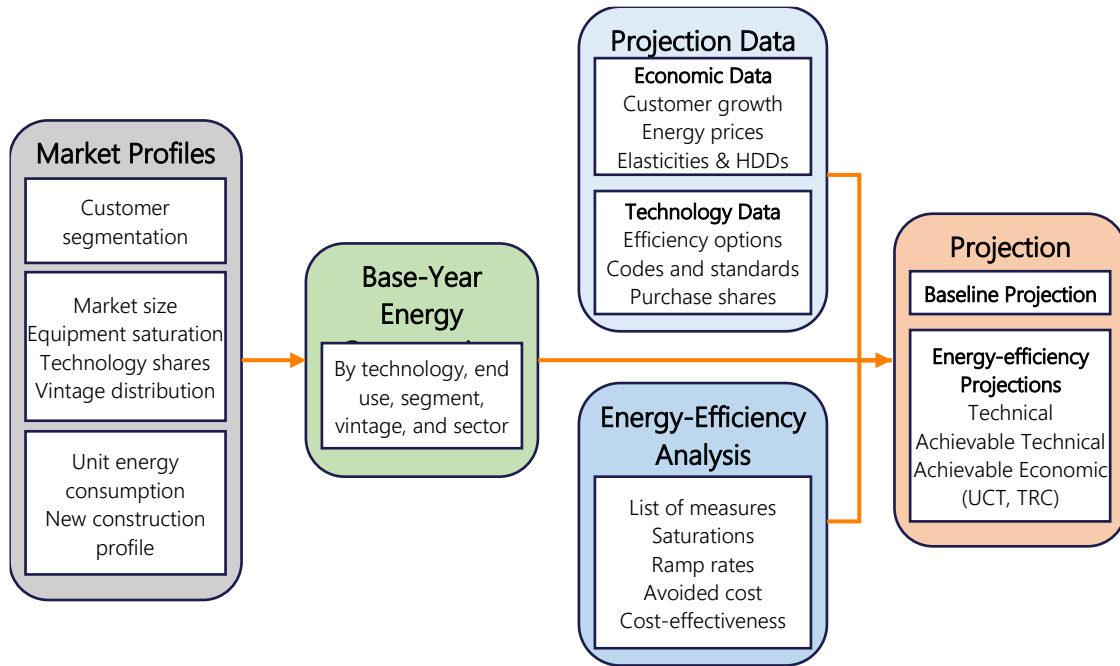 Market Profiles
Customer
segmentation
Market size
Equipment saturation
Technology shares
Vintage distribution
Unit energy
consumption
New construction
profile
Base-Year
Energy
By technology, end
use, segment,
vintage, and sector
Projection Data
Economic Data
Customer growth
Energy prices
Elasticities & HDDs
Technology Data
Efficiency options
Codes and standards
Purchase shares
Energy-Efficiency
Analysis
List of measures
Saturations
Ramp rates
Avoided cost
Cost-effectiveness
Projection
Baseline Projection
Energy-efficiency
Projections
Technical
Achievable Technical
Achievable Economic
(UCT, TRC)